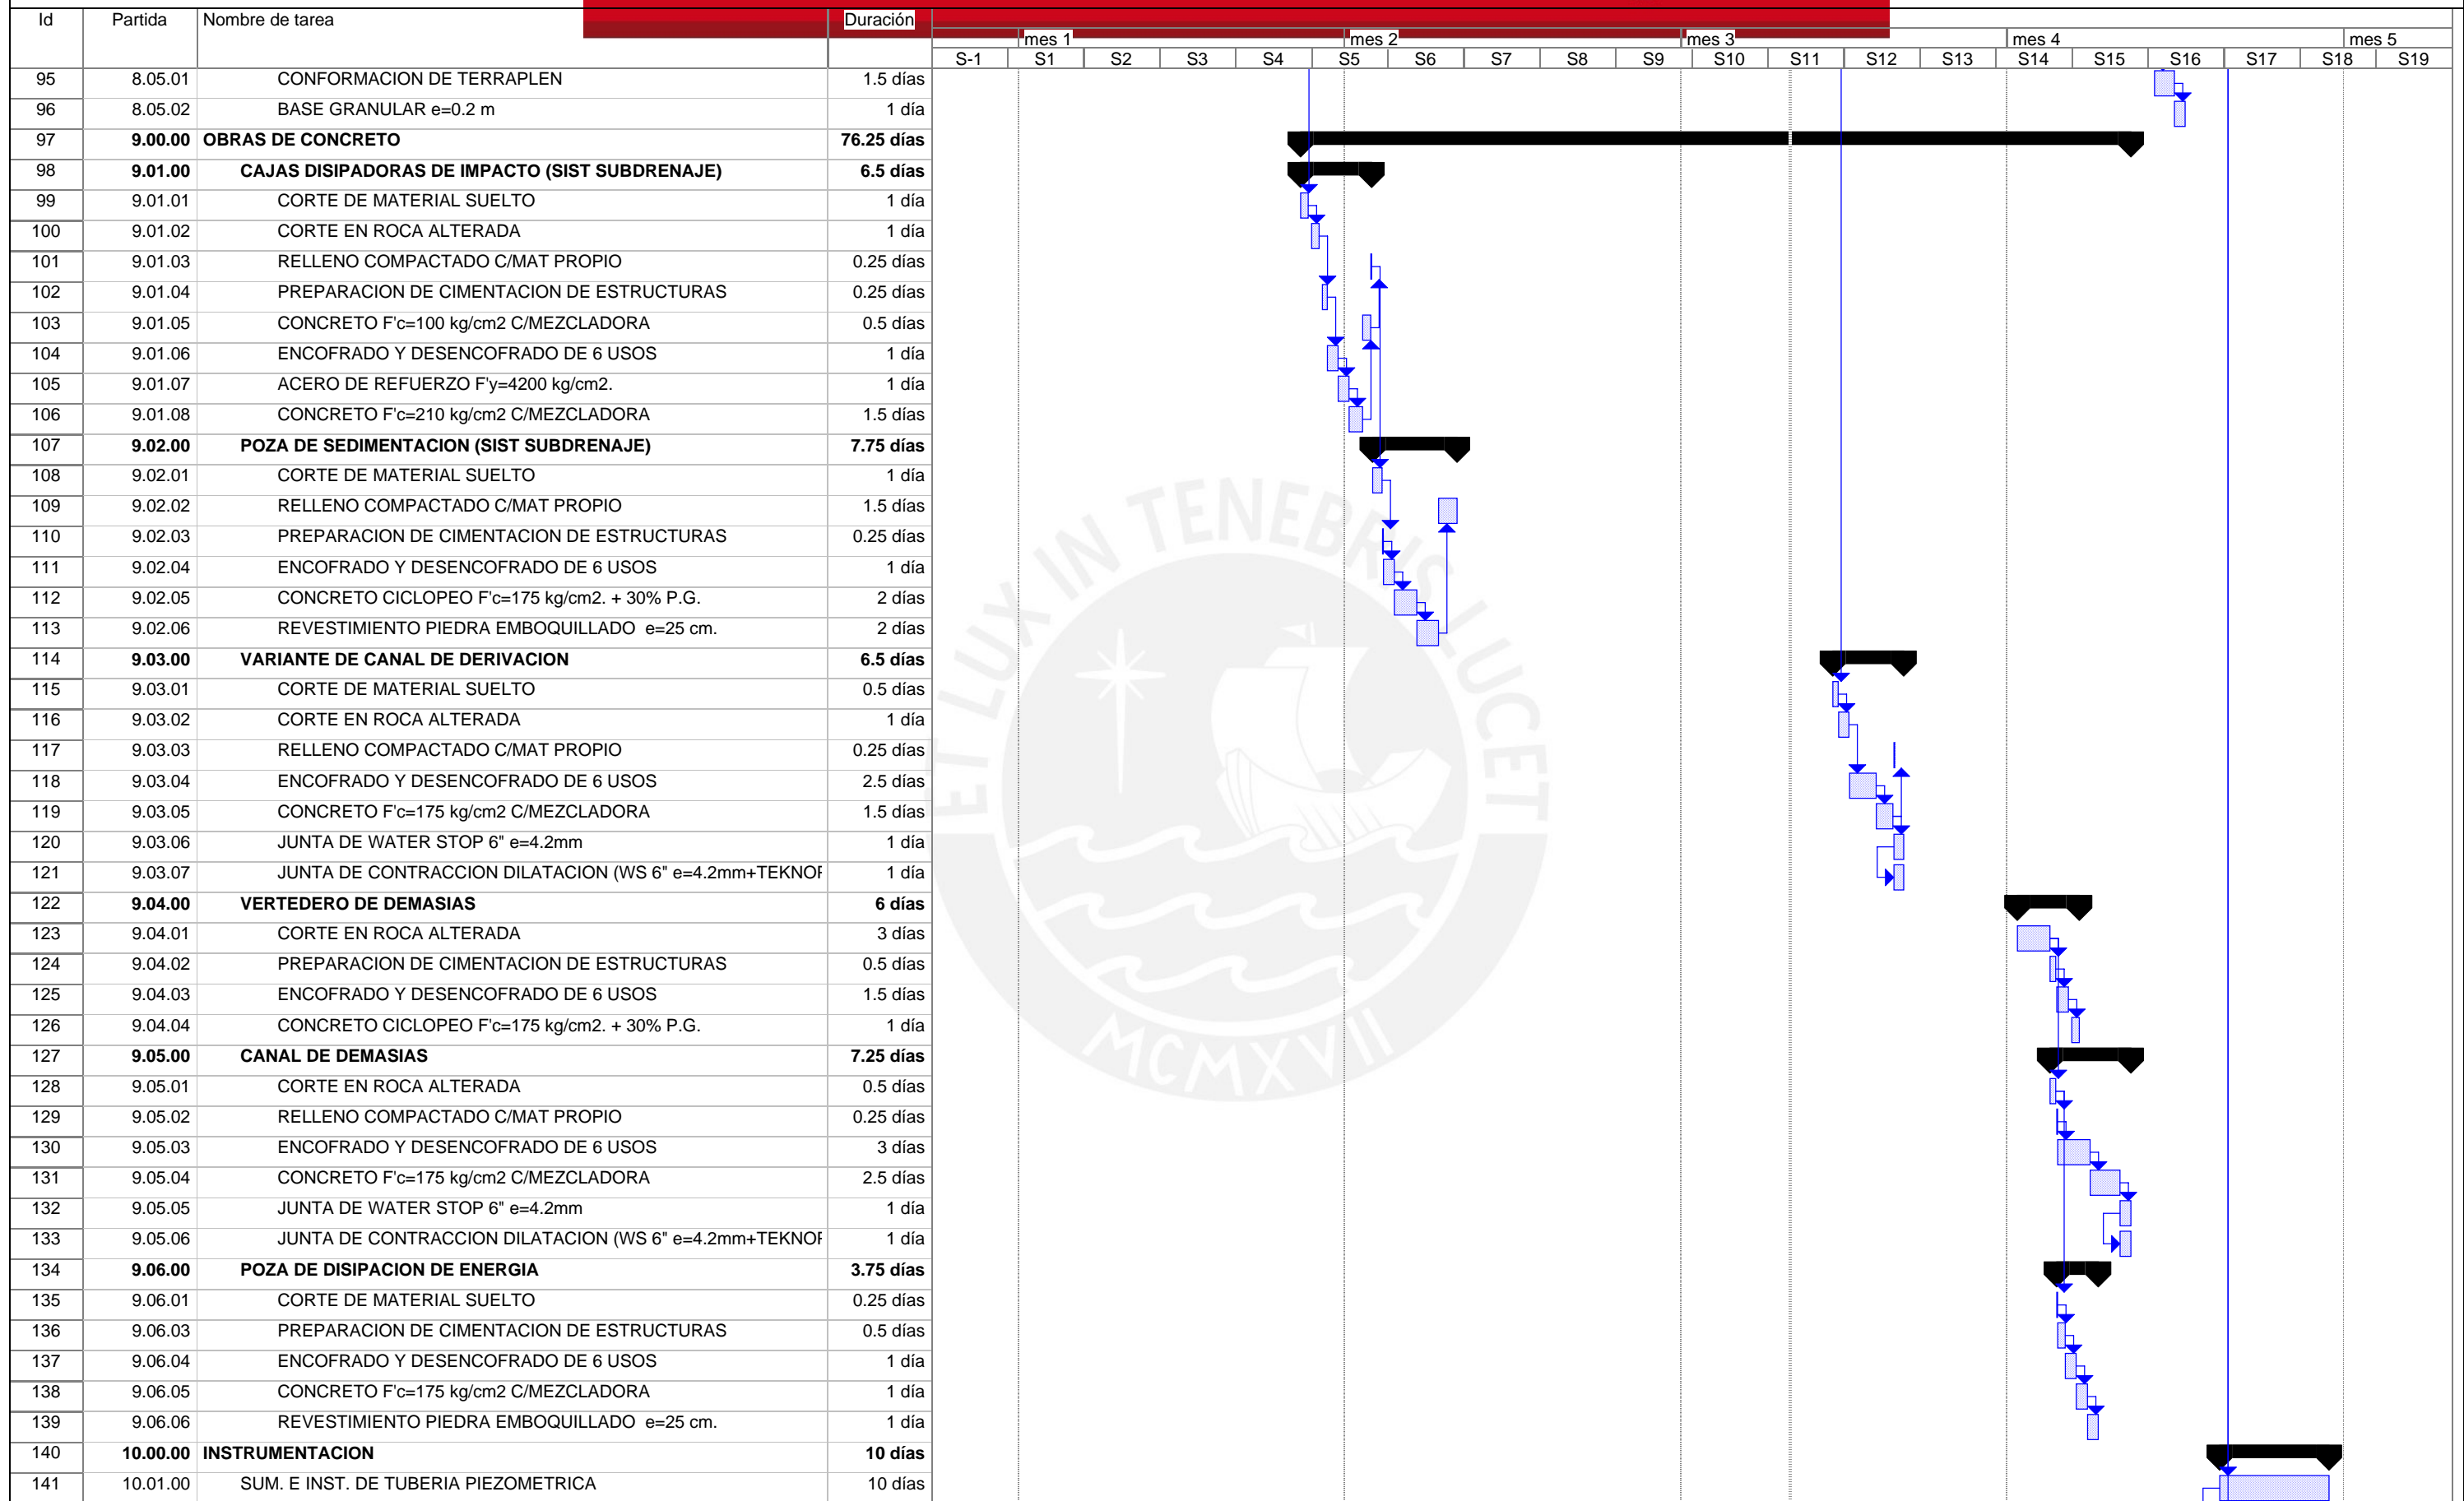 Id Partida Nombre de tarea Duración
mes 1 mes 2 mes 3 mes 4 mes 5
S-1 S1 S2 S3 S4 S5 S6 S7 S8 S9 S10 S11 S12 S13 S14 S15 S16 S17 S18 S19
95 8.05.01 CONFORMACION DE TERRAPLEN 1.5 días
96 8.05.02 BASE GRANULAR e=0.2 m 1 día
97 9.00.00 OBRAS DE CONCRETO 76.25 días
98 9.01.00 CAJAS DISIPADORAS DE IMPACTO (SIST SUBDRENAJE) 6.5 días
99 9.01.01 CORTE DE MATERIAL SUELTO 1 día
100 9.01.02 CORTE EN ROCA ALTERADA 1 día
101 9.01.03 RELLENO COMPACTADO C/MAT PROPIO 0.25 días
102 9.01.04 PREPARACION DE CIMENTACION DE ESTRUCTURAS 0.25 días
103 9.01.05 CONCRETO F'c=100 kg/cm2 C/MEZCLADORA 0.5 días
104 9.01.06 ENCOFRADO Y DESENCOFRADO DE 6 USOS 1 día
105 9.01.07 ACERO DE REFUERZO F'y=4200 kg/cm2. 1 día
106 9.01.08 CONCRETO F'c=210 kg/cm2 C/MEZCLADORA 1.5 días
107 9.02.00 POZA DE SEDIMENTACION (SIST SUBDRENAJE) 7.75 días
108 9.02.01 CORTE DE MATERIAL SUELTO 1 día
109 9.02.02 RELLENO COMPACTADO C/MAT PROPIO 1.5 días
110 9.02.03 PREPARACION DE CIMENTACION DE ESTRUCTURAS 0.25 días
111 9.02.04 ENCOFRADO Y DESENCOFRADO DE 6 USOS 1 día
112 9.02.05 CONCRETO CICLOPEO F'c=175 kg/cm2. + 30% P.G. 2 días
113 9.02.06 REVESTIMIENTO PIEDRA EMBOQUILLADO e=25 cm. 2 días
114 9.03.00 VARIANTE DE CANAL DE DERIVACION 6.5 días
115 9.03.01 CORTE DE MATERIAL SUELTO 0.5 días
116 9.03.02 CORTE EN ROCA ALTERADA 1 día
117 9.03.03 RELLENO COMPACTADO C/MAT PROPIO 0.25 días
118 9.03.04 ENCOFRADO Y DESENCOFRADO DE 6 USOS 2.5 días
119 9.03.05 CONCRETO F'c=175 kg/cm2 C/MEZCLADORA 1.5 días
120 9.03.06 JUNTA DE WATER STOP 6" e=4.2mm 1 día
121 9.03.07 JUNTA DE CONTRACCION DILATACION (WS 6" e=4.2mm+TEKNOF 1 día
122 9.04.00 VERTEDERO DE DEMASIAS 6 días
123 9.04.01 CORTE EN ROCA ALTERADA 3 días
124 9.04.02 PREPARACION DE CIMENTACION DE ESTRUCTURAS 0.5 días
125 9.04.03 ENCOFRADO Y DESENCOFRADO DE 6 USOS 1.5 días
126 9.04.04 CONCRETO CICLOPEO F'c=175 kg/cm2. + 30% P.G. 1 día
127 9.05.00 CANAL DE DEMASIAS 7.25 días
128 9.05.01 CORTE EN ROCA ALTERADA 0.5 días
129 9.05.02 RELLENO COMPACTADO C/MAT PROPIO 0.25 días
130 9.05.03 ENCOFRADO Y DESENCOFRADO DE 6 USOS 3 días
131 9.05.04 CONCRETO F'c=175 kg/cm2 C/MEZCLADORA 2.5 días
132 9.05.05 JUNTA DE WATER STOP 6" e=4.2mm 1 día
133 9.05.06 JUNTA DE CONTRACCION DILATACION (WS 6" e=4.2mm+TEKNOF 1 día
134 9.06.00 POZA DE DISIPACION DE ENERGIA 3.75 días
135 9.06.01 CORTE DE MATERIAL SUELTO 0.25 días
136 9.06.03 PREPARACION DE CIMENTACION DE ESTRUCTURAS 0.5 días
137 9.06.04 ENCOFRADO Y DESENCOFRADO DE 6 USOS 1 día
138 9.06.05 CONCRETO F'c=175 kg/cm2 C/MEZCLADORA 1 día
139 9.06.06 REVESTIMIENTO PIEDRA EMBOQUILLADO e=25 cm. 1 día
140 10.00.00 INSTRUMENTACION 10 días
141 10.01.00 SUM. E INST. DE TUBERIA PIEZOMETRICA 10 días
ET LUX IN TENEBRIS LUCET
MCMXVII